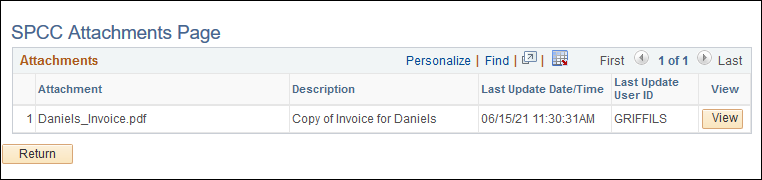 SPCC Attachments Page
Attachments Personalize | Find | | First 1 of 1 Last
Attachment Description Last Update Date/Time Last Update User ID View
1 Daniels_Invoice.pdf Copy of Invoice for Daniels 06/15/21 11:30:31AM GRIFFILS View
Return